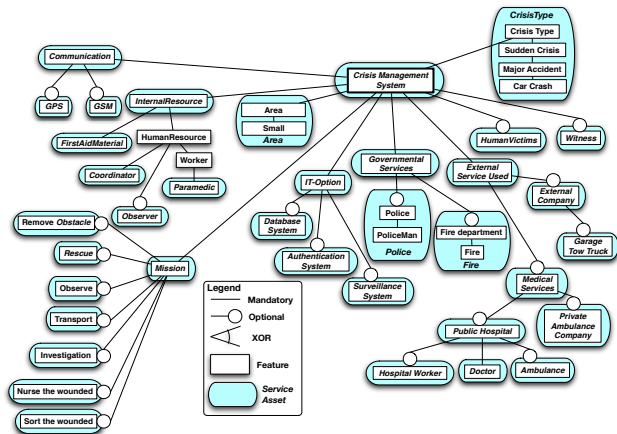 CrisisType
Crisis Type
Sudden Crisis
Major Accident
Car Crash
Communication
GPS
GSM
Crisis Management
System
InternalResource
FirstAidMaterial
HumanResource
Worker
Coordinator
Paramedic
Observer
Area
Small
Area
HumanVictims
Witness
Governmental
Services
External
Service Used
External
Company
Garage
Tow Truck
IT-Option
Database
System
Authentication
System
Surveillance
System
Police
PoliceMan
Police
Fire department
Fire
Fire
Medical
Services
Public Hospital
Private
Ambulance
Company
Hospital Worker
Doctor
Ambulance
Remove Obstacle
Rescue
Mission
Observe
Transport
Investigation
Nurse the wounded
Sort the wounded
Legend
Mandatory
Optional
XOR
Feature
Service
Asset